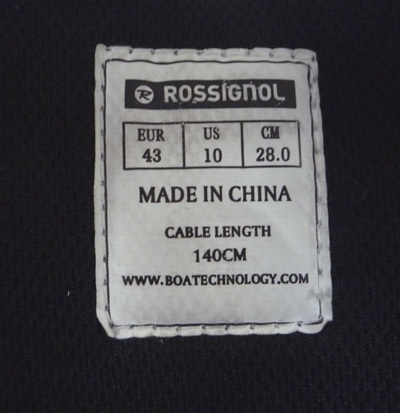 R ROSSIGNOL
EUR US CM
43 10 28.0
MADE IN CHINA
CABLE LENGTH
140CM
WWW.BOATECHNOLOGY.COM